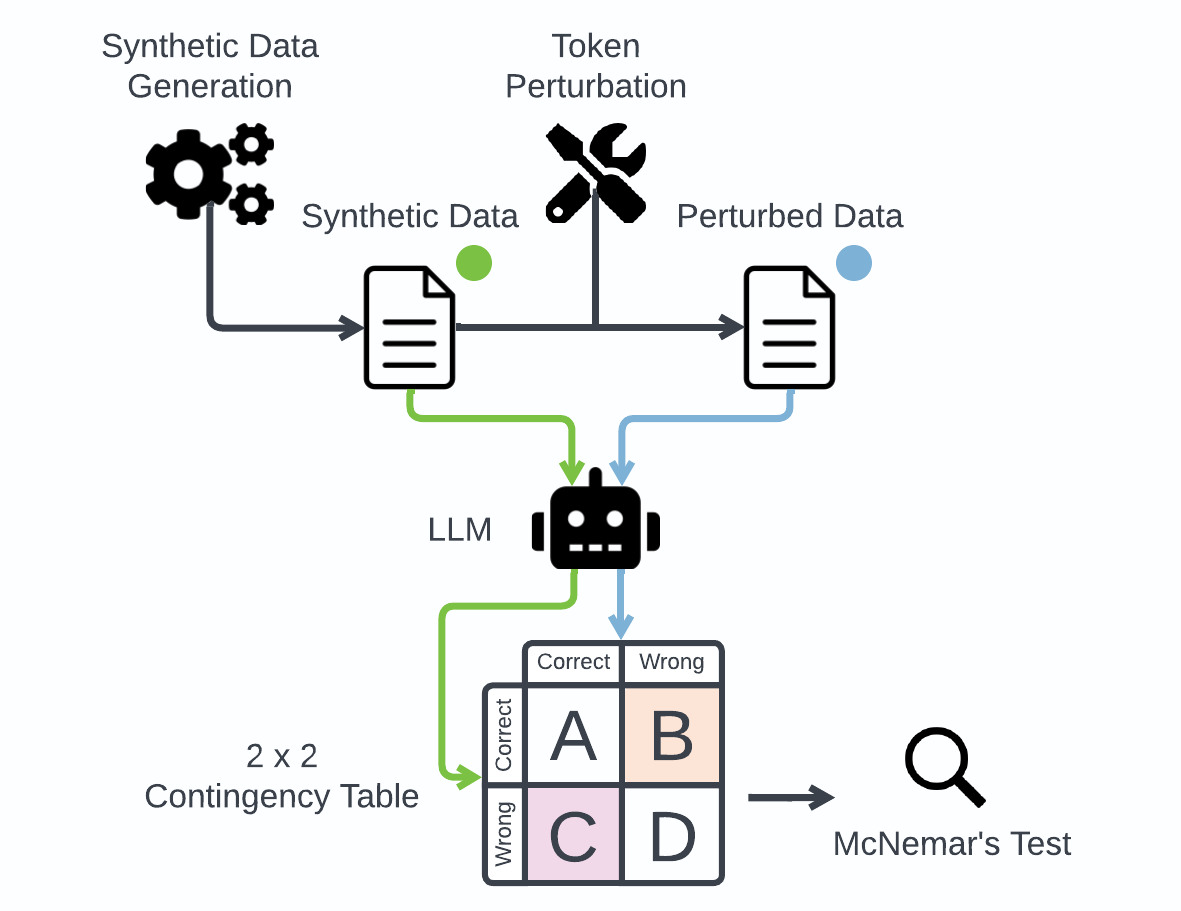 Synthetic Data
Generation
Token
Perturbation
Synthetic Data
Perturbed Data
LLM
Correct
Wrong
Correct
A
B
Wrong
C
D
2 x 2
Contingency Table
McNemar's Test